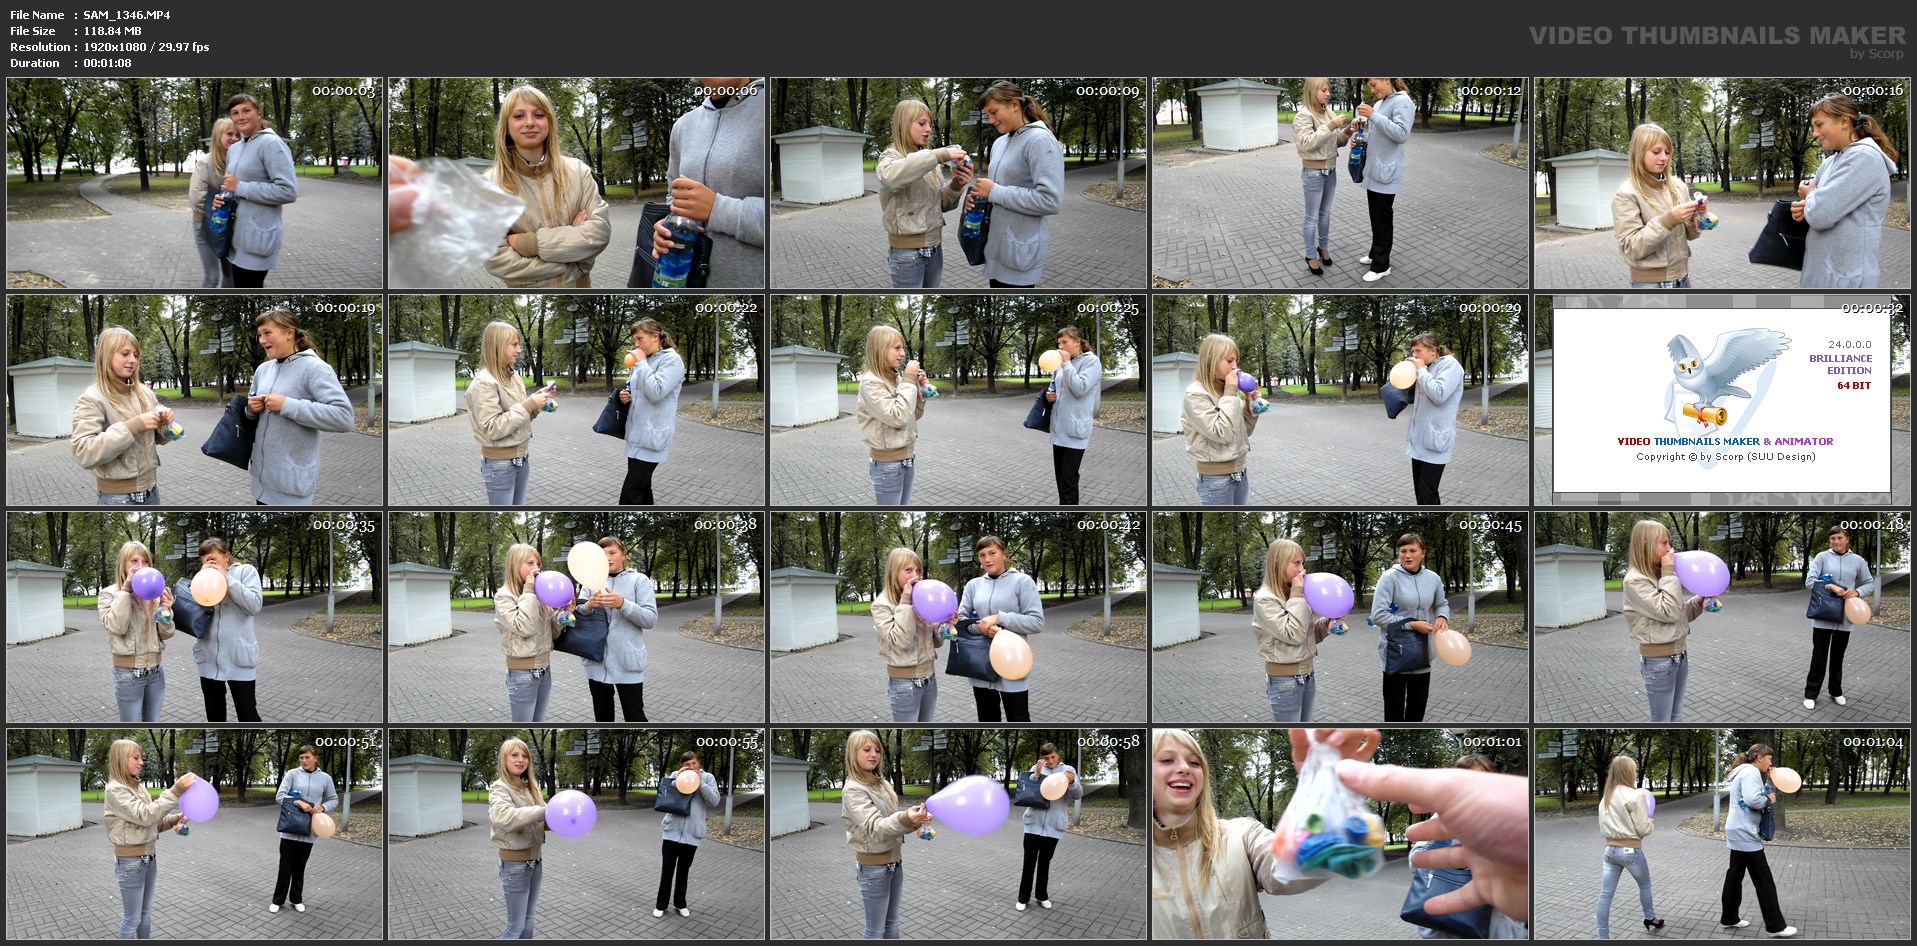 File Name : SAM_1346.MP4
File Size : 118.84 MB
Resolution : 1920x1080 / 29.97 fps
Duration : 00:01:08
VIDEO THUMBNAILS MAKER
by Scorp
00:00:03
00:00:06
00:00:09
00:00:12
00:00:16
00:00:19
00:00:22
00:00:25
00:00:29
00:00:32
24.0.0.0
BRILLIANCE
EDITION
64 BIT
VIDEO THUMBNAILS MAKER & ANIMATOR
Copyright © by Scorp (SUU Design)
00:00:35
00:00:38
00:00:42
00:00:45
00:00:48
00:00:51
00:00:55
00:00:58
00:01:01
00:01:04